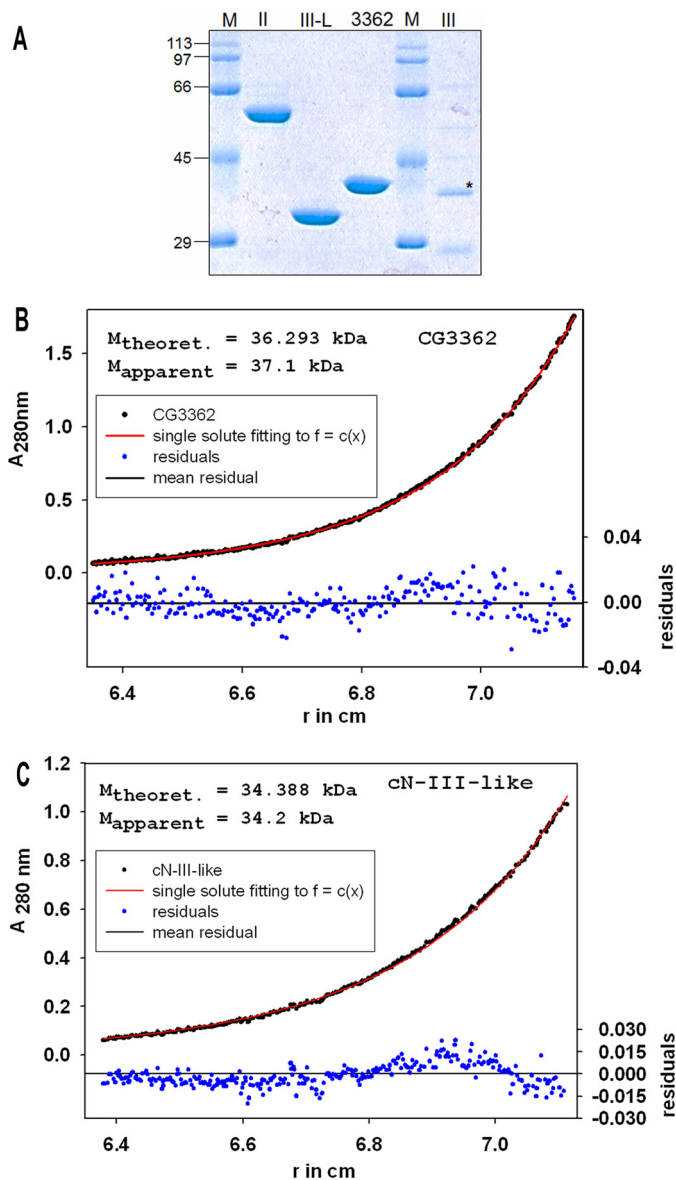 A
M II III-L 3362 M III
113
97
66
45
29
*
B
M theoret. = 36.293 kDa
M apparent = 37.1 kDa
CG3362
CG3362
single solute fitting to f = c(x)
residuals
mean residual
A 280nm
1.5
1.0
0.5
0.0
0.04
0.00
-0.04
residuals
6.4 6.6 6.8 7.0
r in cm
C
M theoret. = 34.388 kDa
M apparent = 34.2 kDa
cN-III-like
cN-III-like
single solute fitting to f = c(x)
residuals
mean residual
A 280 nm
1.2
1.0
0.8
0.6
0.4
0.2
0.0
0.030
0.015
0.000
-0.015
-0.030
residuals
6.4 6.6 6.8 7.0
r in cm